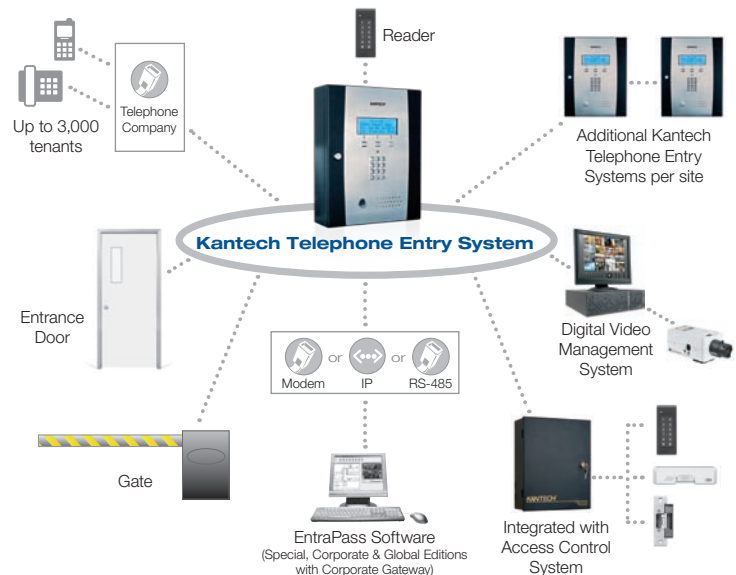 Reader
Telephone
Company
Up to 3,000
tenants
KANTECH
Additional Kantech
Telephone Entry
Systems per site
Kantech Telephone Entry System
Entrance
Door
Digital Video
Management
System
or
or
Modem
IP
RS-485
Gate
EntraPass Software
(Special, Corporate & Global Editions
with Corporate Gateway)
KANTECH
Integrated with
Access Control
System